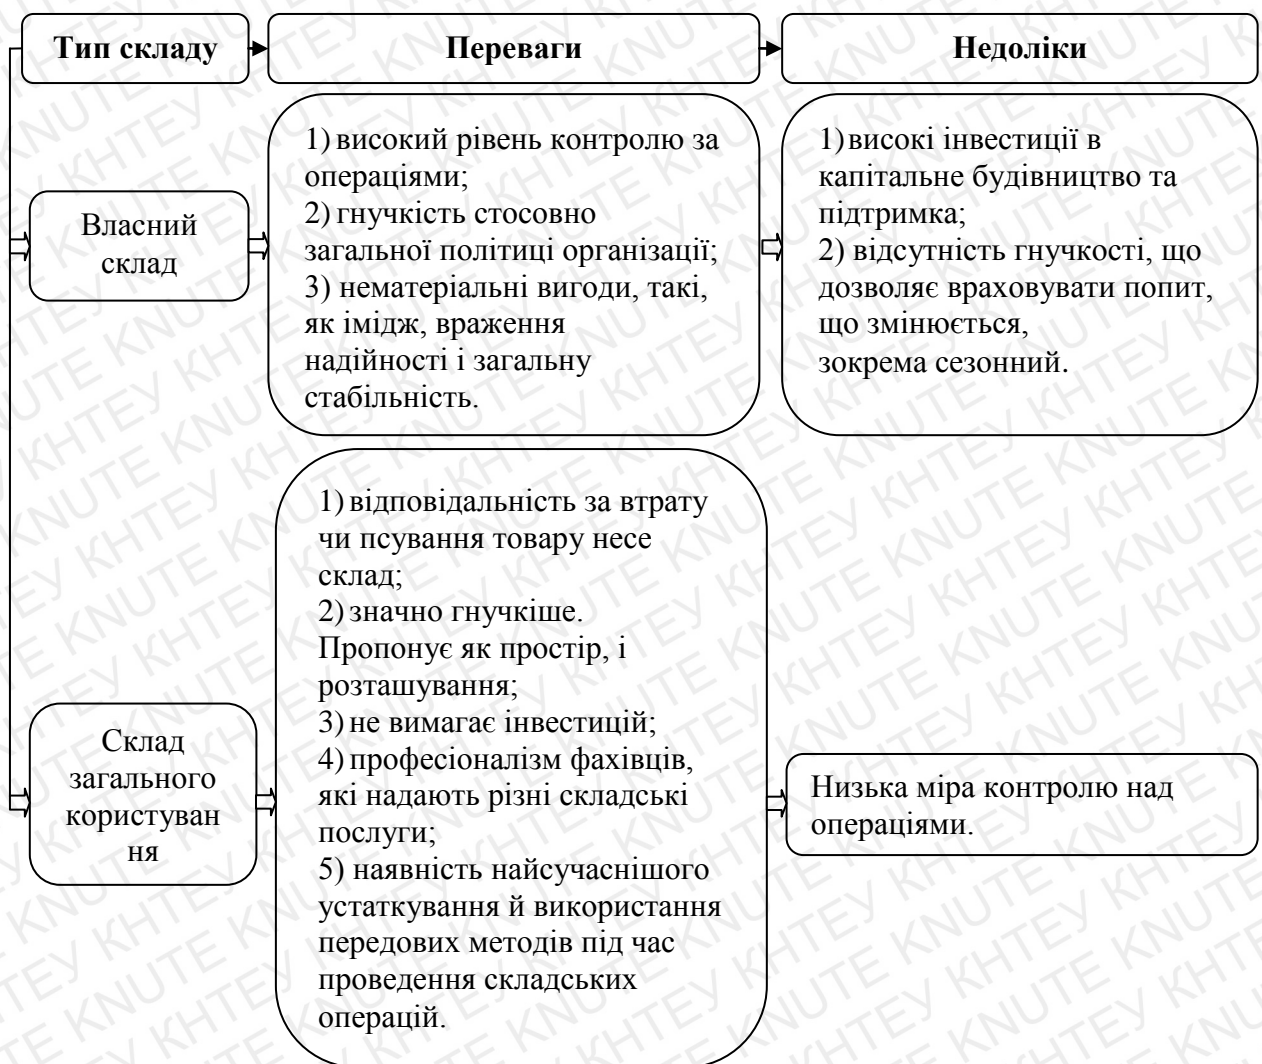 Тип складу
Переваги
Недоліки
Власний
склад
1) високий рівень контролю за
операціями;
2) гнучкість стосовно
загальної політиці організації;
3) нематеріальні вигоди, такі,
як імідж, враження
надійності і загальну
стабільність.
1) високі інвестиції в
капітальне будівництво та
підтримка;
2) відсутність гнучкості, що
дозволяє враховувати попит,
що змінюється,
зокрема сезонний.
Склад
загального
користуван
ня
1) відповідальність за втрату
чи псування товару несе
склад;
2) значно гнучкіше.
Пропонує як простір, і
розташування;
3) не вимагає інвестицій;
4) професіоналізм фахівців,
які надають різні складські
послуги;
5) наявність найсучаснішого
устаткування й використання
передових методів під час
проведення складських
операцій.
Низька міра контролю над
операціями.